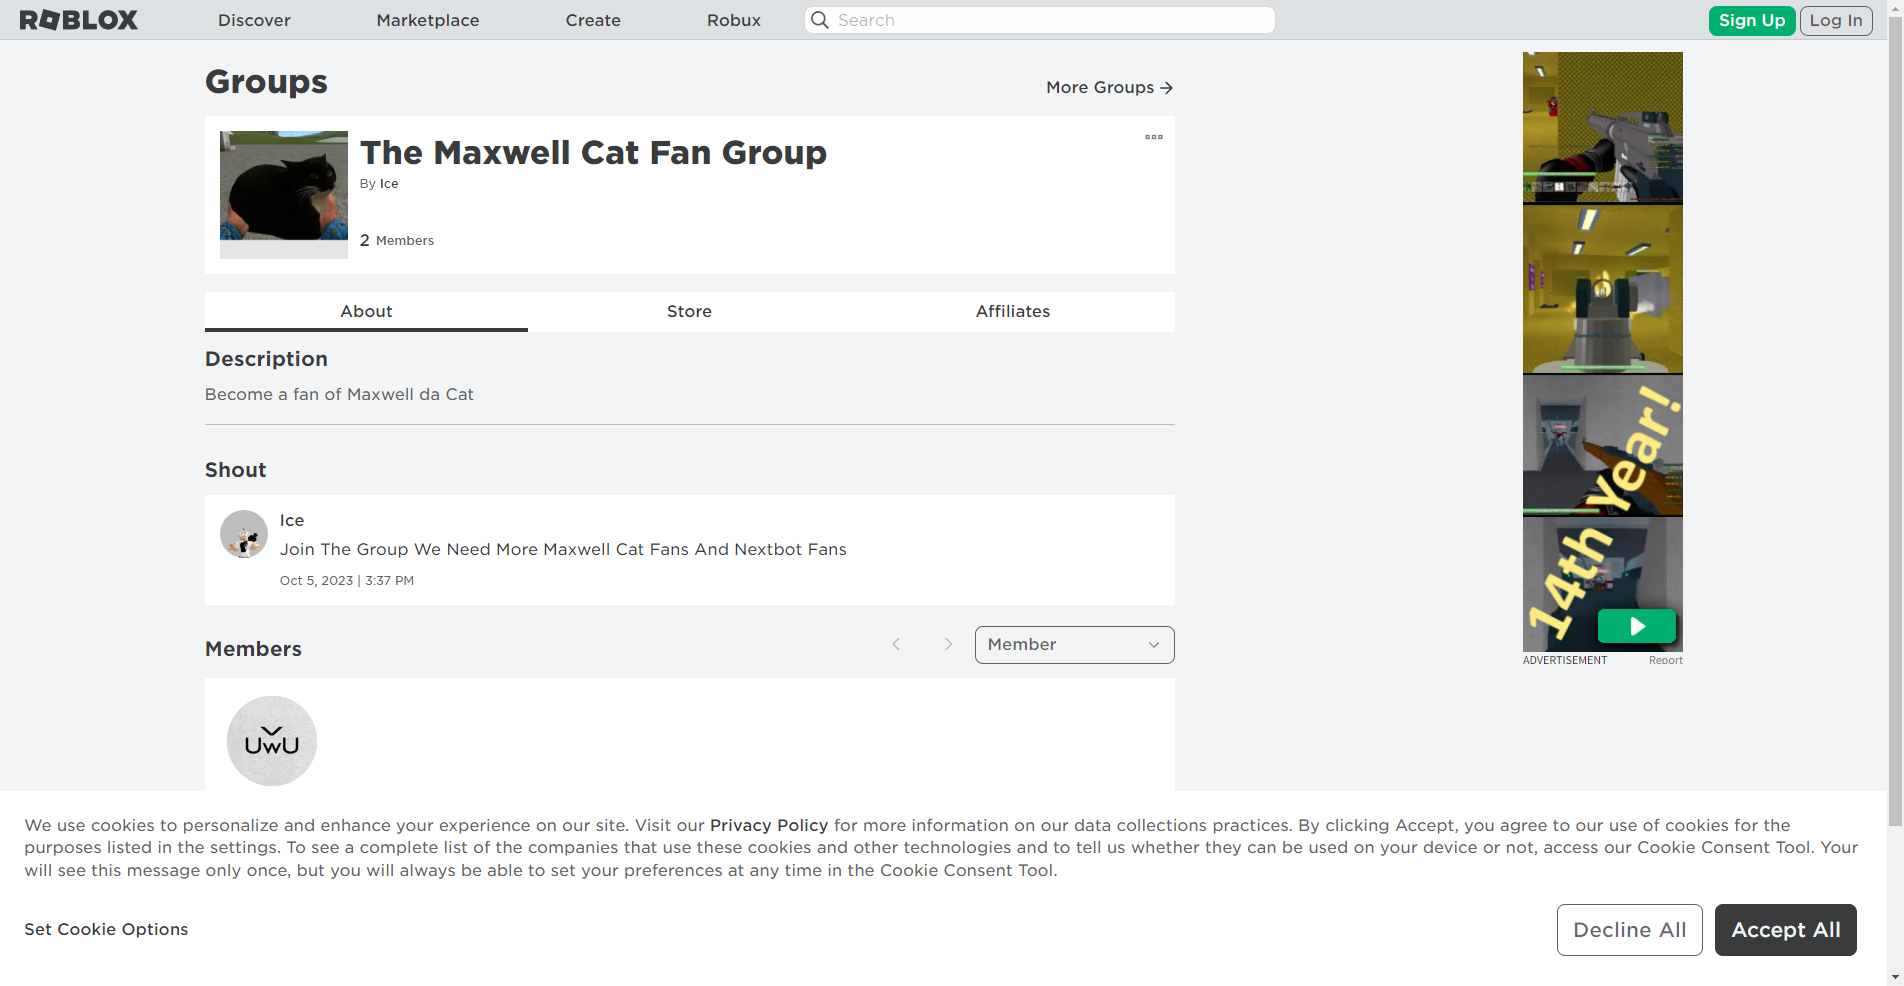 ROBLOX
Discover
Marketplace
Create
Robux
Search
Sign Up
Log In
Groups
More Groups
The Maxwell Cat Fan Group
By Ice
2 Members
About
Store
Affiliates
Description
Become a fan of Maxwell da Cat
Shout
Ice
Join The Group We Need More Maxwell Cat Fans And Nextbot Fans
Oct 5, 2023 | 3:37 PM
Members
Member
UwU
14th Year!
ADVERTISEMENT
Report
We use cookies to personalize and enhance your experience on our site. Visit our Privacy Policy for more information on our data collections practices. By clicking Accept, you agree to our use of cookies for the
purposes listed in the settings. To see a complete list of the companies that use these cookies and other technologies and to tell us whether they can be used on your device or not, access our Cookie Consent Tool. Your
will see this message only once, but you will always be able to set your preferences at any time in the Cookie Consent Tool.
Set Cookie Options
Decline All
Accept All